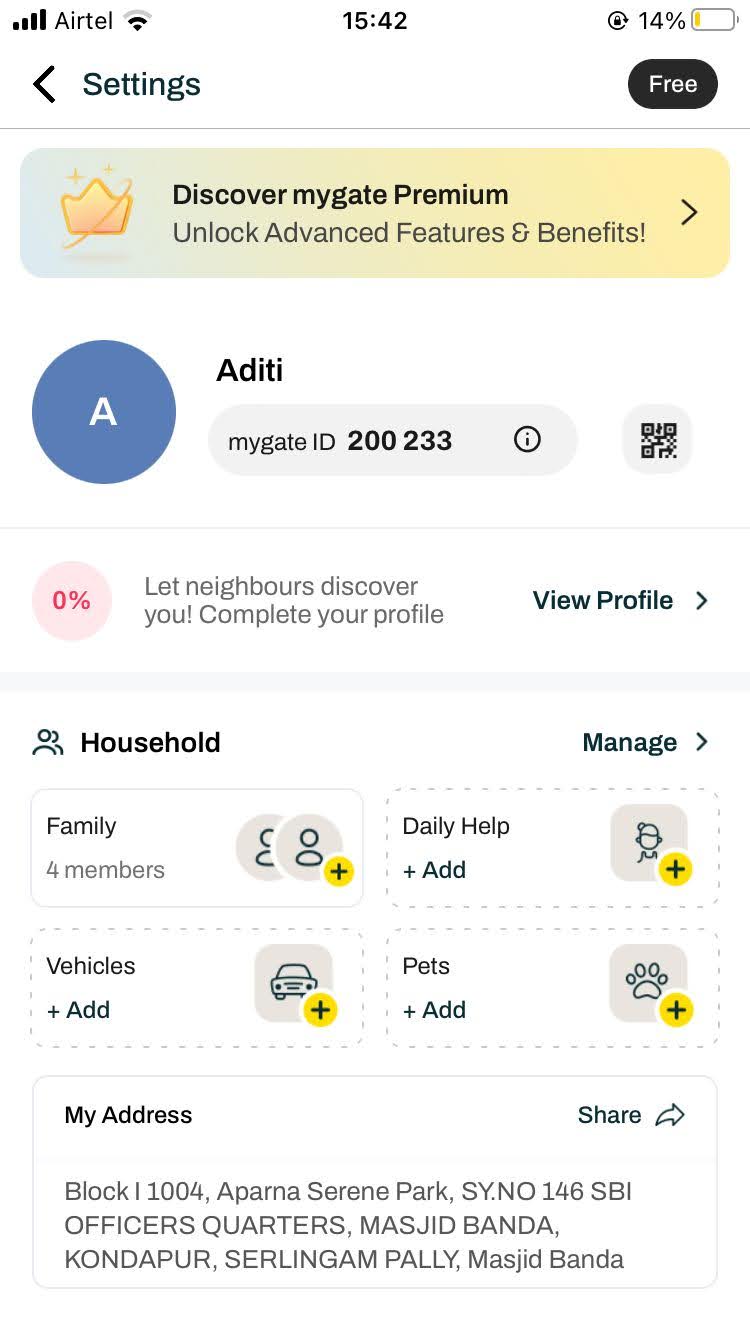 Airtel 15:42 14%
Settings Free
Discover mygate Premium
Unlock Advanced Features & Benefits!
A
Aditi
mygate ID 200 233
0%
Let neighbours discover
you! Complete your profile
View Profile
Household Manage
Family
4 members
Daily Help
+ Add
Vehicles
+ Add
Pets
+ Add
My Address Share
Block I 1004, Aparna Serene Park, SY.NO 146 SBI
OFFICERS QUARTERS, MASJID BANDA,
KONDAPUR, SERLINGAM PALLY, Masjid Banda